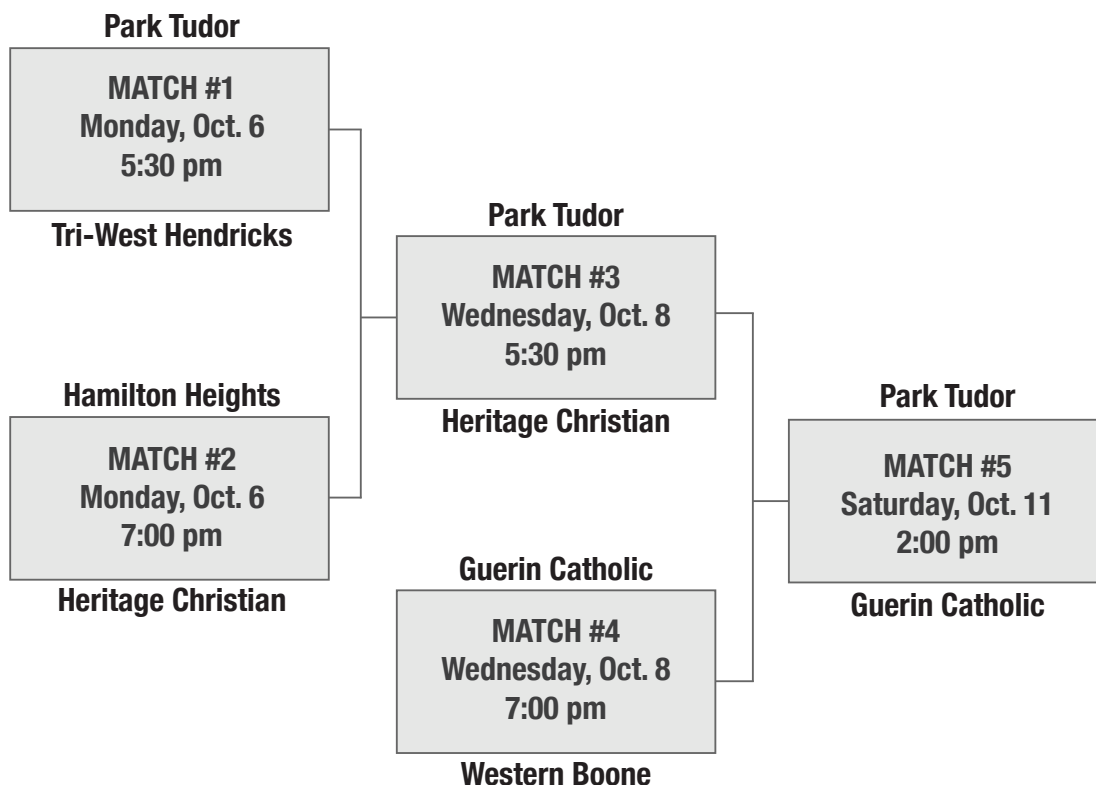 Park Tudor
MATCH #1
Monday, Oct. 6
5:30 pm
Tri-West Hendricks
Hamilton Heights
MATCH #2
Monday, Oct. 6
7:00 pm
Heritage Christian
Park Tudor
MATCH #3
Wednesday, Oct. 8
5:30 pm
Heritage Christian
Guerin Catholic
MATCH #4
Wednesday, Oct. 8
7:00 pm
Western Boone
Park Tudor
MATCH #5
Saturday, Oct. 11
2:00 pm
Guerin Catholic